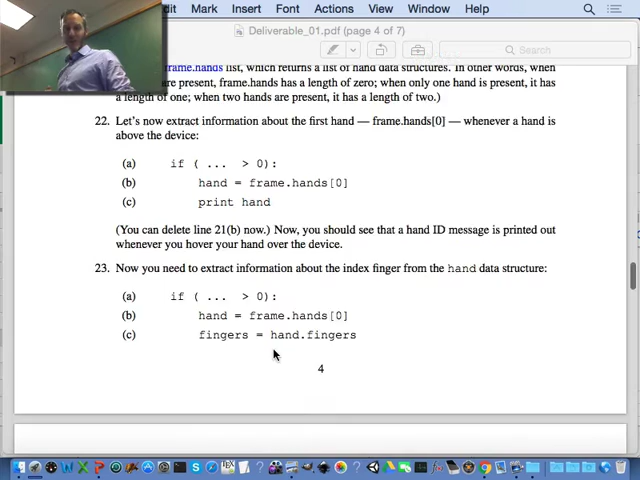 dit Mark Insert Form Actions View Window Help
Deliverable_01.pdf (page 4 of 7)
Search
frame.hands list, which returns a list of hand data structures. In other words, when
are present, frame.hands has a length of zero; when only one hand is present, it has
a length of one; when two hands are present, it has a length of two.)
22. Let's now extract information about the first hand — frame.hands[0] — whenever a hand is
above the device:
(a) if ( ... > 0):
(b) hand = frame.hands[0]
(c) print hand
(You can delete line 21(b) now.) Now, you should see that a hand ID message is printed out
whenever you hover your hand over the device.
23. Now you need to extract information about the index finger from the hand data structure:
(a) if ( ... > 0):
(b) hand = frame.hands[0]
(c) fingers = hand.fingers
4